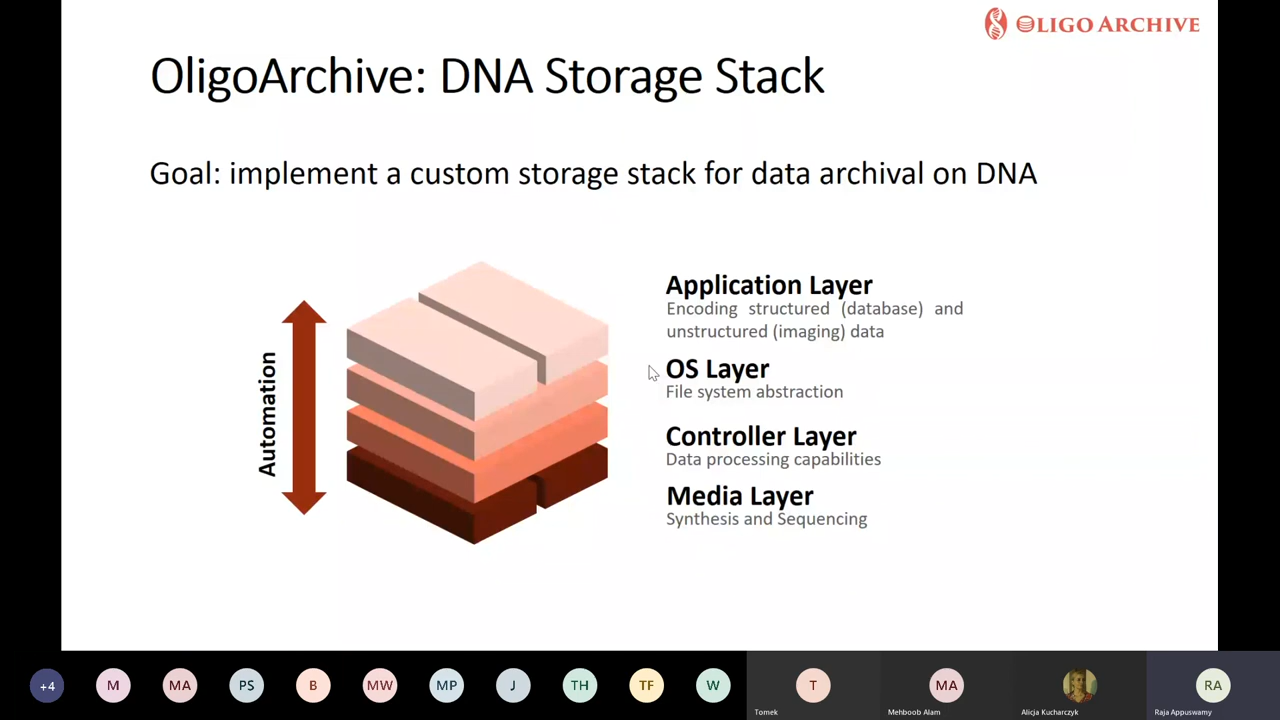 OLIGO ARCHIVE
OligoArchive: DNA Storage Stack
Goal: implement a custom storage stack for data archival on DNA
Automation
Application Layer
Encoding structured (database) and
unstructured (imaging) data
OS Layer
File system abstraction
Controller Layer
Data processing capabilities
Media Layer
Synthesis and Sequencing
+4
M
MA
PS
B
MW
MP
J
TH
TF
W
T
Tomek
MA
Mehboob Alam
Alicja Kucharczyk
RA
Raja Appuswamy